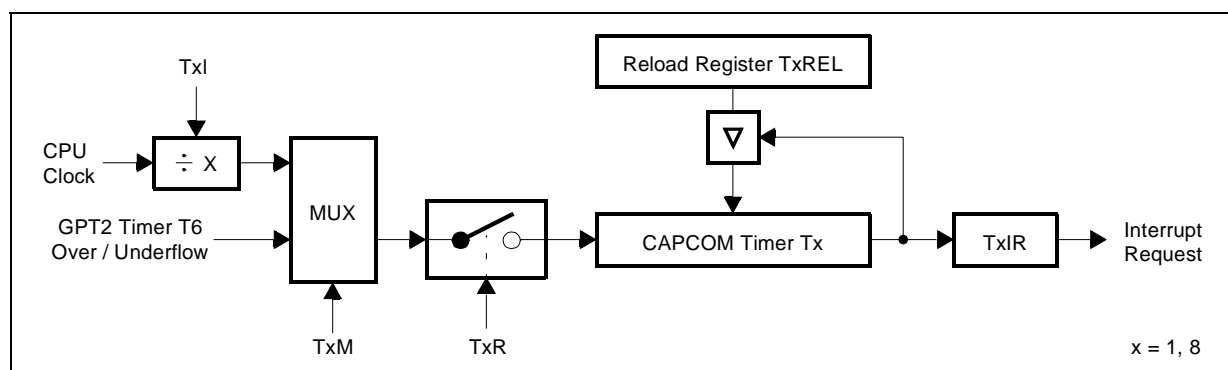 TxI
Reload Register TxREL
CPU
Clock
÷ X
MUX
GPT2 Timer T6
Over / Underflow
CAPCOM Timer Tx
TxIR
Interrupt
Request
TxM
TxR
x = 1, 8